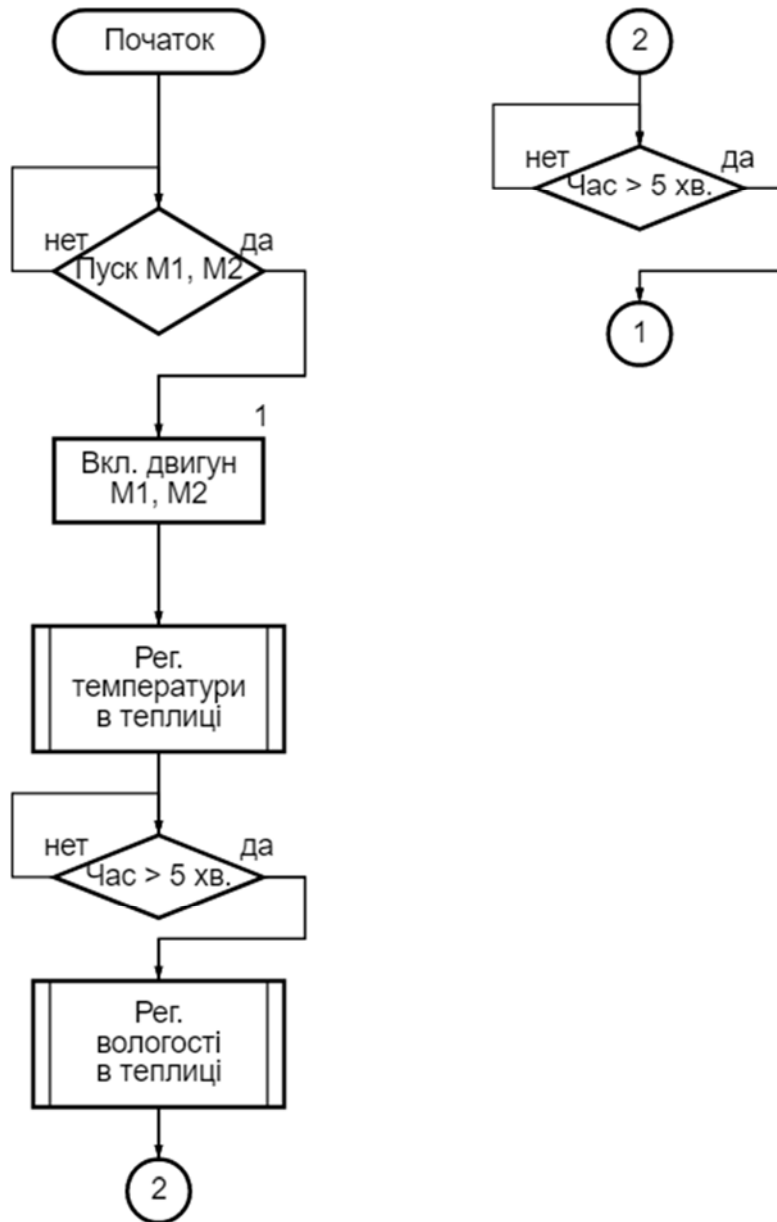 Початок
нет
да
Пуск М1, М2
1
Вкл. двигун
М1, М2
Рег.
температури
в теплиці
нет
да
Час > 5 хв.
Рег.
вологості
в теплиці
2
2
нет
да
Час > 5 хв.
1